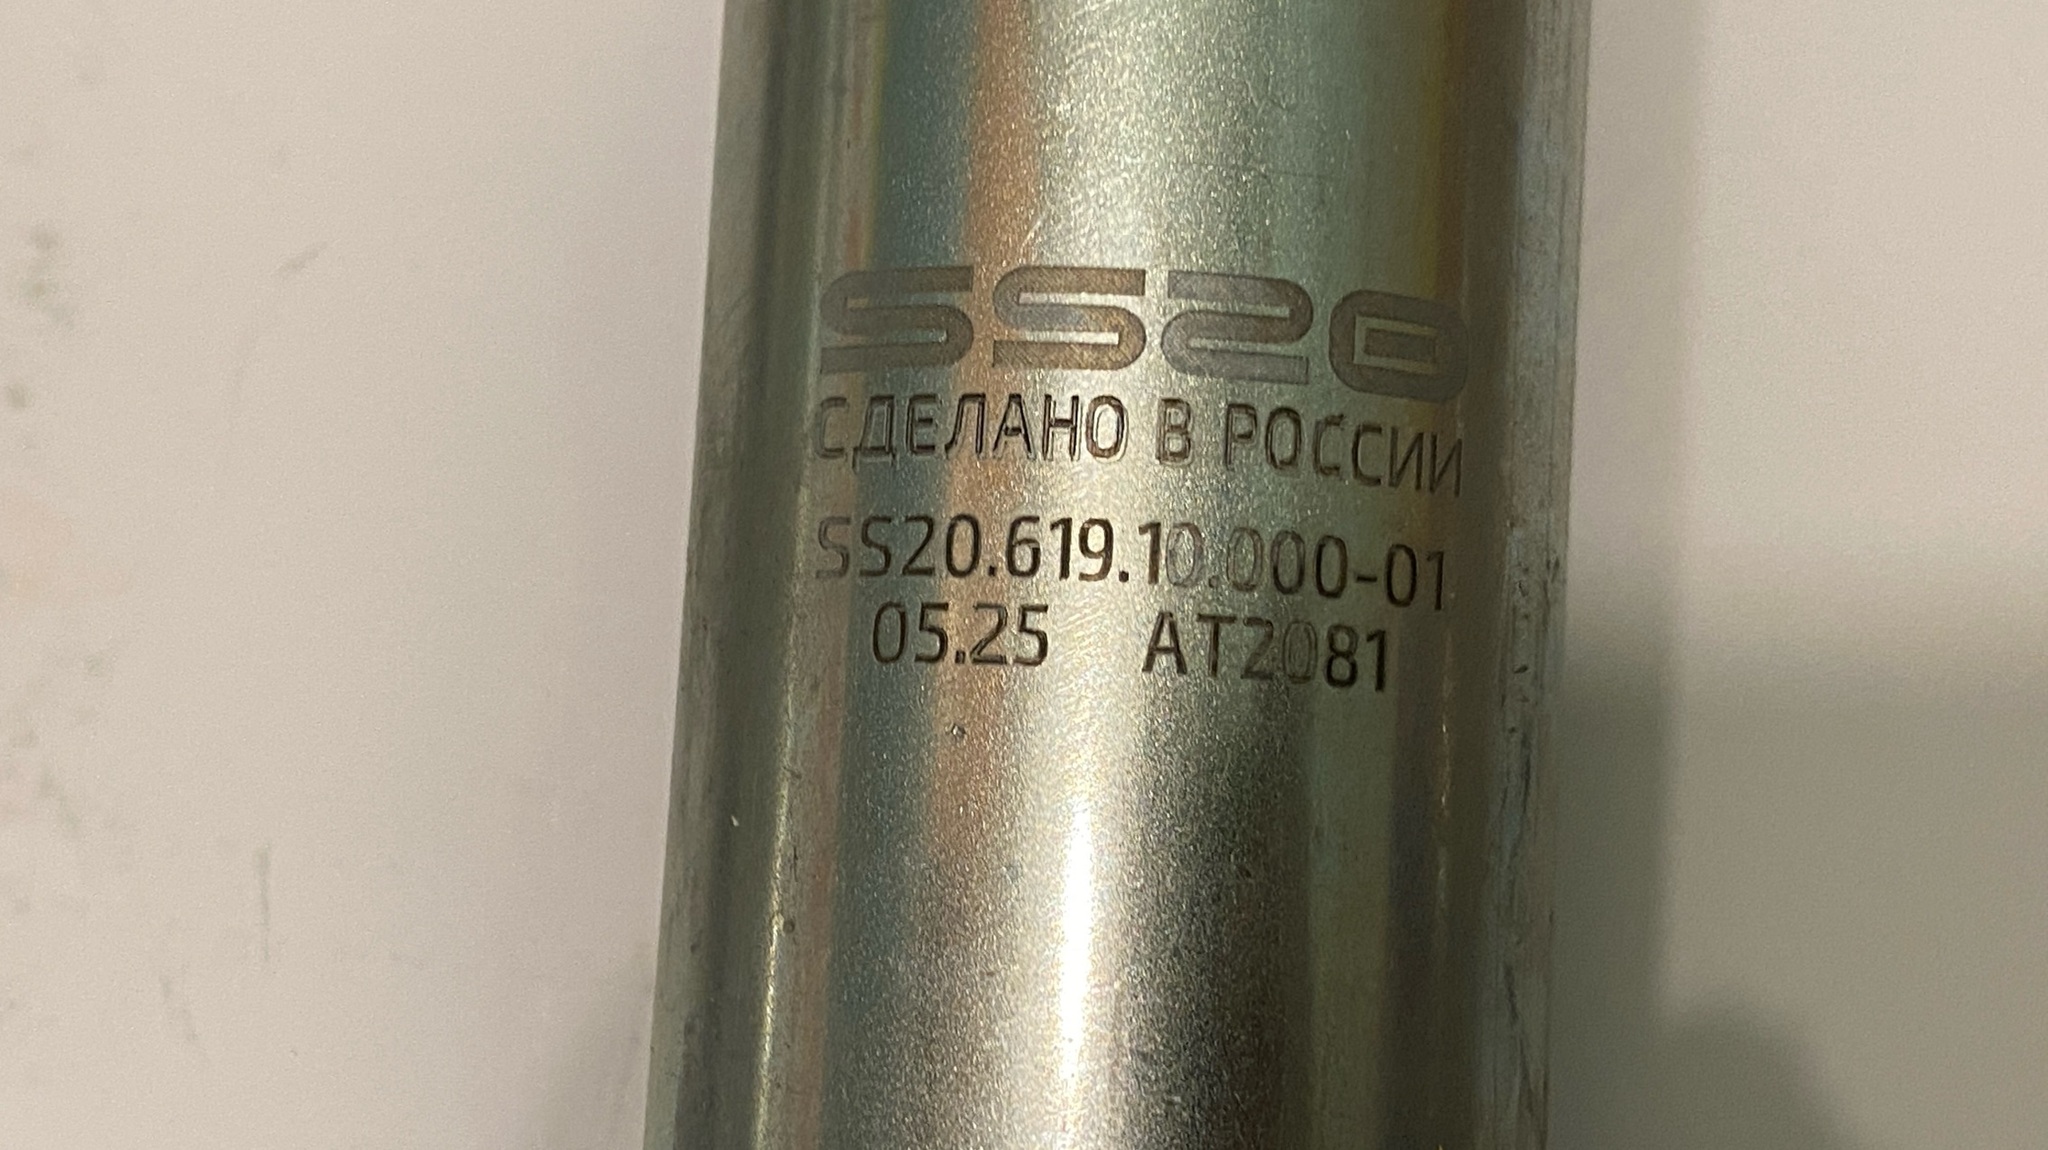 SS20
СДЕЛАНО В РОССИИ
SS20.619.10.000-01
05.25 AT2081